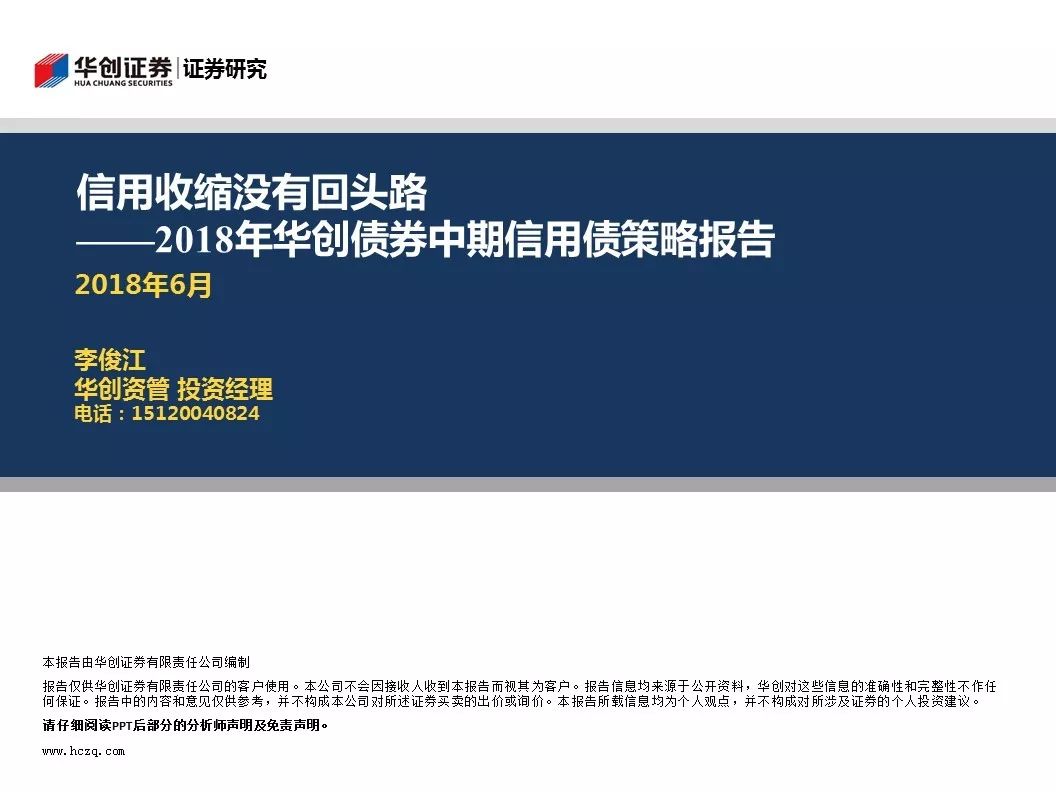 华创证券 | 证券研究
HUA CHUANG SECURITIES
信用收缩没有回头路
——2018年华创债券中期信用债策略报告
2018年6月
李俊江
华创资管 投资经理
电话：15120040824
本报告由华创证券有限责任公司编制
报告仅供华创证券有限责任公司的客户使用。本公司不会因接收人收到本报告而视其为客户。报告信息均来源于公开资料，华创对这些信息的准确性和完整性不作任
何保证。报告中的内容和意见仅供参考，并不构成本公司对所述证券买卖的出价或询价。本报告所载信息均为个人观点，并不构成对所涉及证券的个人投资建议。
请仔细阅读PPT后部分的分析师声明及免责声明。
www.hczq.com